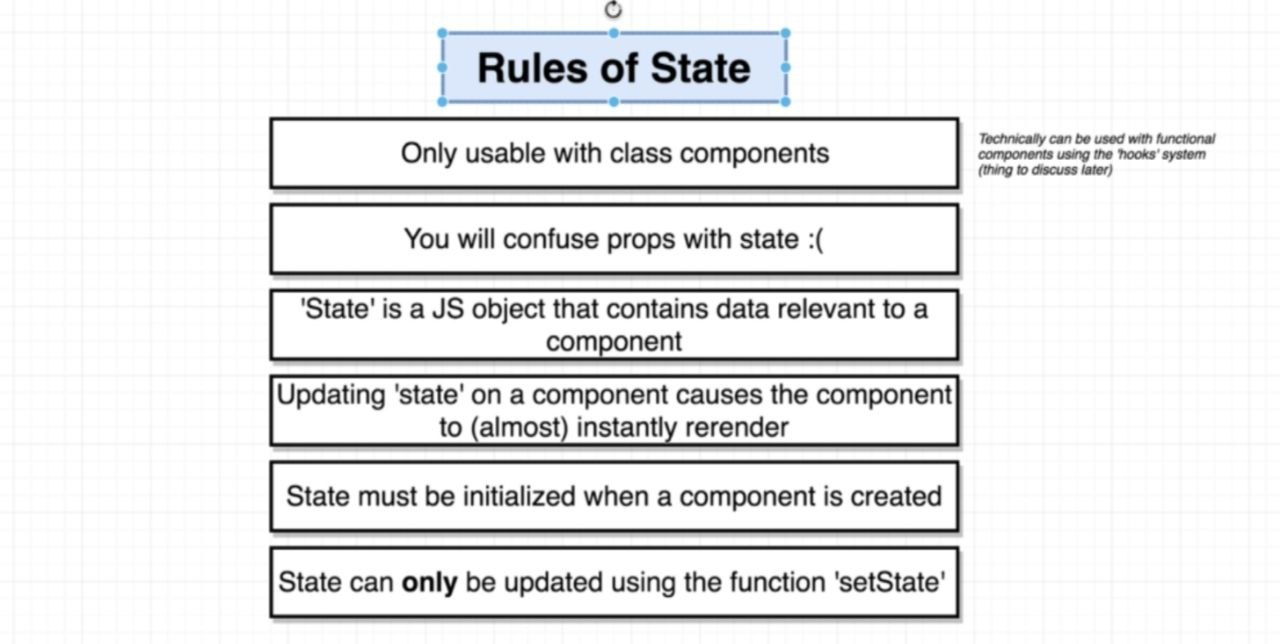 Rules of State
Only usable with class components
Technically can be used with functional
components using the 'hooks' system
(thing to discuss later)
You will confuse props with state :(
'State' is a JS object that contains data relevant to a
component
Updating 'state' on a component causes the component
to (almost) instantly rerender
State must be initialized when a component is created
State can only be updated using the function 'setState'